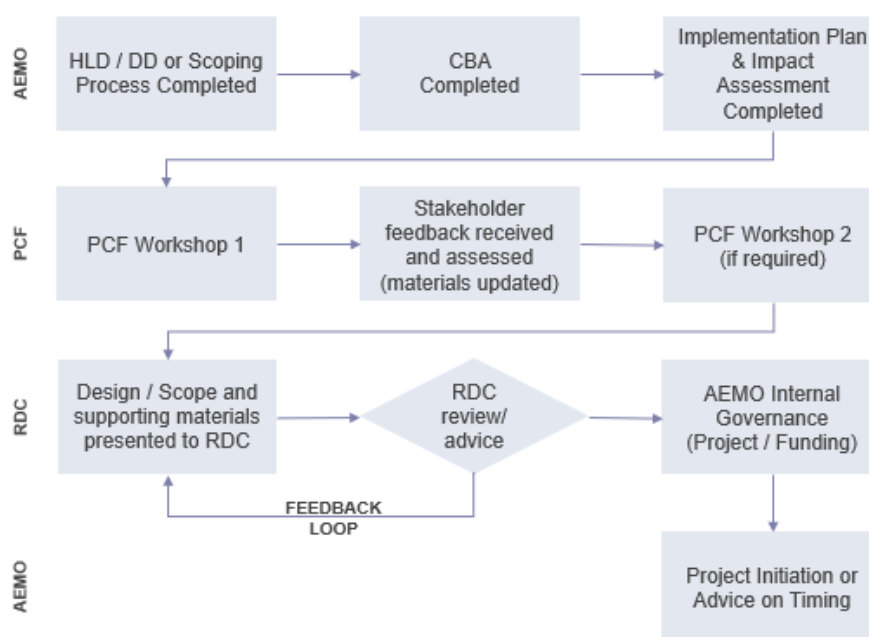 AEMO
HLD / DD or Scoping
Process Completed
CBA
Completed
Implementation Plan
& Impact
Assessment
Completed
PCF
PCF Workshop 1
Stakeholder
feedback received
and assessed
(materials updated)
PCF Workshop 2
(if required)
RDC
Design / Scope and
supporting materials
presented to RDC
RDC
review/
advice
AEMO Internal
Governance
(Project / Funding)
FEEDBACK
LOOP
AEMO
Project Initiation or
Advice on Timing